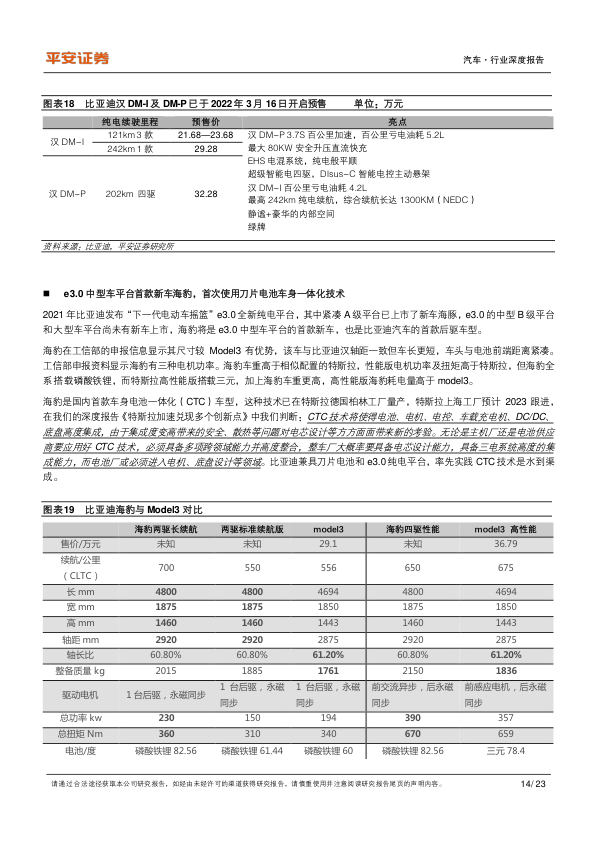 平安证券
汽车·行业深度报告
图表18 比亚迪汉 DM-I 及 DM-P 已于 2022 年 3 月 16 日开启预售 单位：万元
纯电续驶里程 预售价 亮点
汉 DM-I 121km3 款 21.68—23.68 汉 DM-P 3.7S 百公里加速，百公里亏电油耗 5.2L
242km1 款 29.28 最大 80KW 安全升压直流快充
汉 DM-P 202km 四驱 32.28 EHS 电混系统，纯电般平顺
超级智能电四驱，DIsus-C 智能电控主动悬架
汉 DM-I 百公里亏电油耗 4.2L
最高 242km 纯电续航，综合续航长达 1300KM（NEDC）
静谧+豪华的内部空间
绿牌
资料来源：比亚迪，平安证券研究所
■ e3.0 中型车平台首款新车海豹，首次使用刀片电池车身一体化技术
2021 年比亚迪发布“下一代电动车摇篮”e3.0 全新纯电平台，其中紧凑 A 级平台已上市了新车海豚，e3.0 的中型 B 级平台
和大型车平台尚未有新车上市，海豹将是 e3.0 中型车平台的首款新车，也是比亚迪汽车的首款后驱车型。
海豹在工信部的申报信息显示其尺寸较 Model3 有优势，该车与比亚迪汉轴距一致但车长更短，车头与电池前端距离紧凑。
工信部申报资料显示海豹有三种电机功率。海豹车重高于相似配置的特斯拉，性能版电机功率及扭矩高于特斯拉，但海豹全
系搭载磷酸铁锂，而特斯拉高性能版搭载三元，加上海豹车重更高，高性能版海豹耗电量高于 model3。
海豹是国内首款车身电池一体化（CTC）车型，这种技术已在特斯拉德国柏林工厂量产，特斯拉上海工厂预计 2023 跟进，
在我们的深度报告《特斯拉加速兑现多个创新点》中我们判断：CTC 技术将使得电池、电机、电控、车载充电机、DC/DC、
底盘高度集成，由于集成度变高带来的安全、散热等问题对电芯设计等方方面面带来新的考验。无论是主机厂还是电池供应
商要应用好 CTC 技术，必须具备多项跨领域能力并高度整合，整车厂大概率要具备电芯设计能力，具备三电系统高度的集
成能力，而电池厂或必须进入电机、底盘设计等领域。比亚迪兼具刀片电池和 e3.0 纯电平台，率先实践 CTC 技术是水到渠
成。
图表19 比亚迪海豹与 Model3 对比
海豹两驱长续航 两驱标准续航版 model3 海豹四驱性能 model3 高性能
售价/万元 未知 未知 29.1 未知 36.79
续航/公里
（CLTC） 700 550 556 650 675
长 mm 4800 4800 4694 4800 4694
宽 mm 1875 1875 1850 1875 1850
高 mm 1460 1460 1443 1460 1443
轴距 mm 2920 2920 2875 2920 2875
轴长比 60.80% 60.80% 61.20% 60.80% 61.20%
整备质量 kg 2015 1885 1761 2150 1836
驱动电机 1 台后驱，永磁同步 1 台后驱，永磁同步 1 台后驱，永磁同步 前交流异步，后永磁同步 前感应电机，后永磁同步
总功率 kw 230 150 194 390 357
总扭矩 Nm 360 310 340 670 659
电池/度 磷酸铁锂 82.56 磷酸铁锂 61.44 磷酸铁锂 60 磷酸铁锂 82.56 三元 78.4
请通过合法途径获取本公司研究报告，如经由未经许可的渠道获得研究报告，请慎重使用并注意阅读研究报告尾页的声明内容。
14/ 23